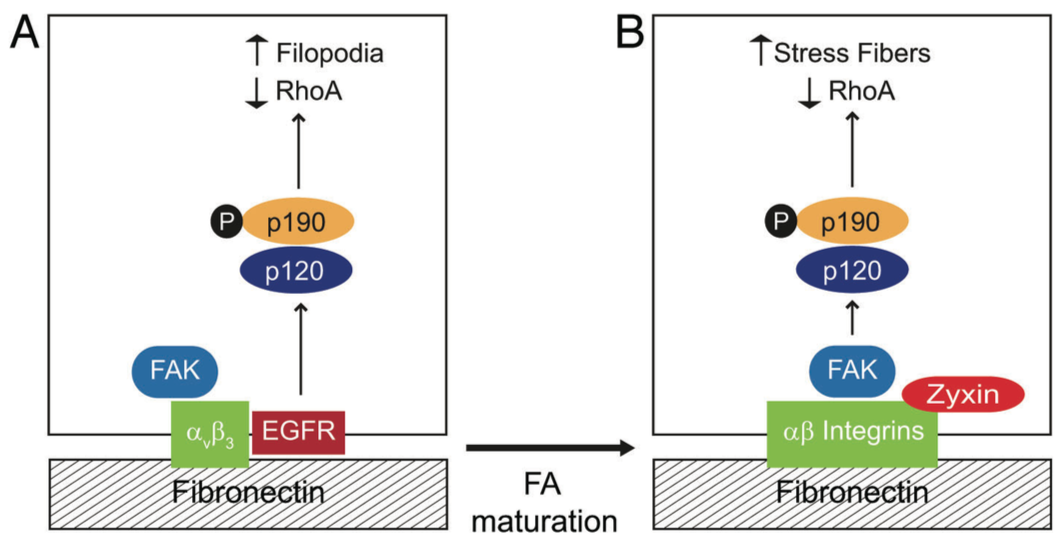 A
↑ Filopodia
↓ RhoA
P
p190
p120
FAK
αvβ3
EGFR
Fibronectin
FA
maturation
B
↑ Stress Fibers
↓ RhoA
P
p190
p120
FAK
Zyxin
αβ Integrins
Fibronectin